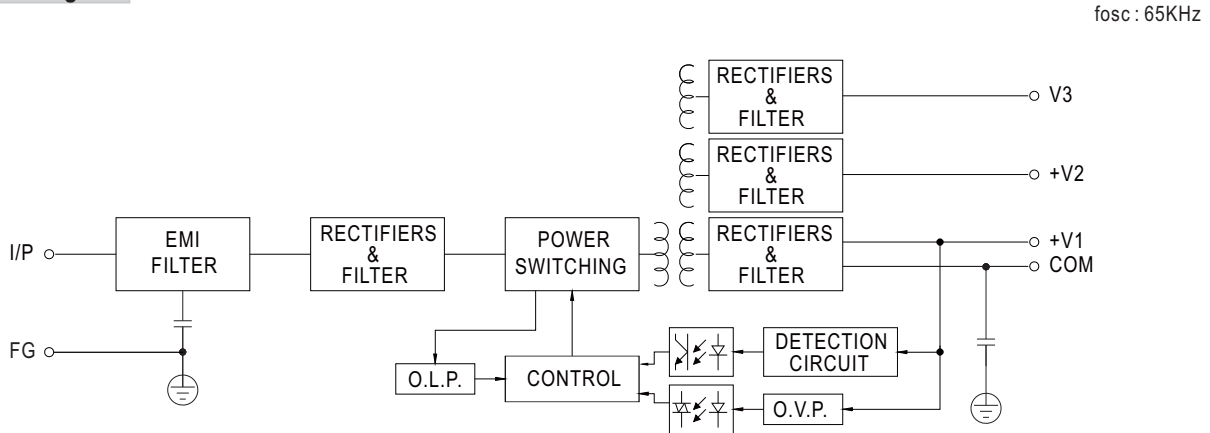 fosc : 65KHz
RECTIFIERS
&
FILTER
V3
RECTIFIERS
&
FILTER
+V2
I/P
EMI
FILTER
RECTIFIERS
&
FILTER
POWER
SWITCHING
RECTIFIERS
&
FILTER
+V1
COM
FG
O.L.P.
CONTROL
DETECTION
CIRCUIT
O.V.P.